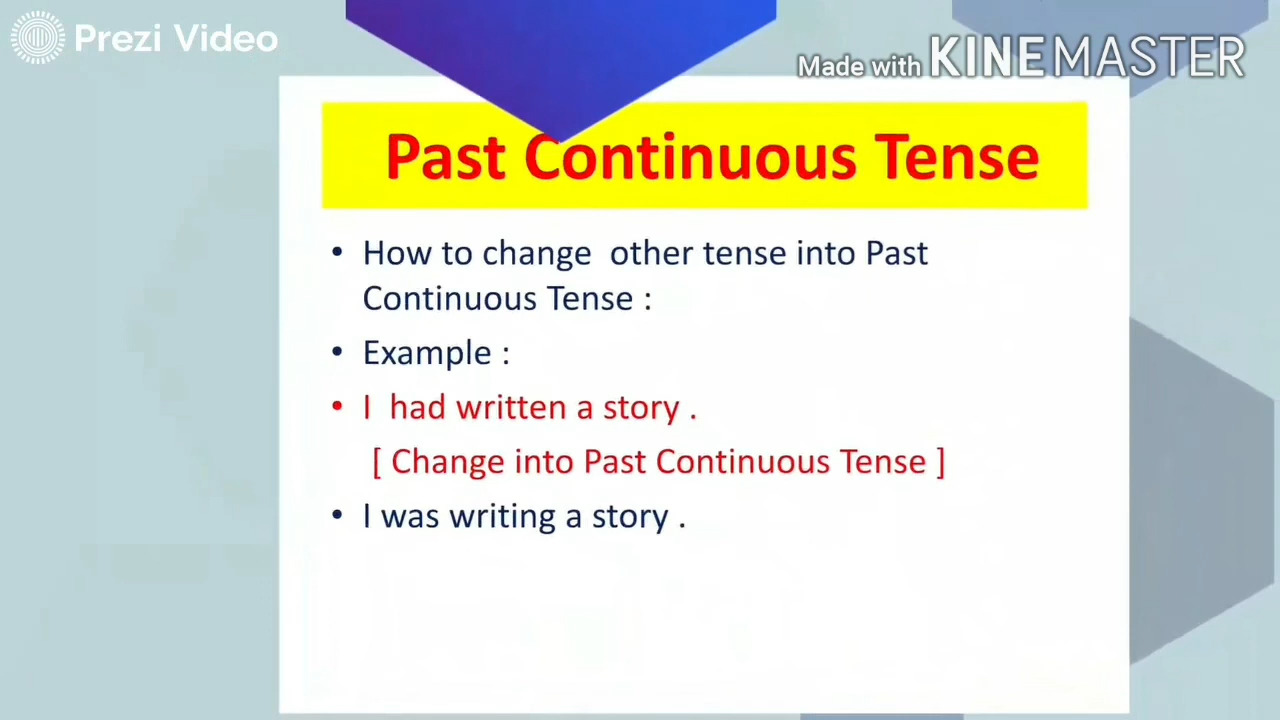 Prezi Video
Made with KINEMASTER
Past Continuous Tense
• How to change other tense into Past
Continuous Tense :
• Example :
• I had written a story .
[ Change into Past Continuous Tense ]
• I was writing a story .